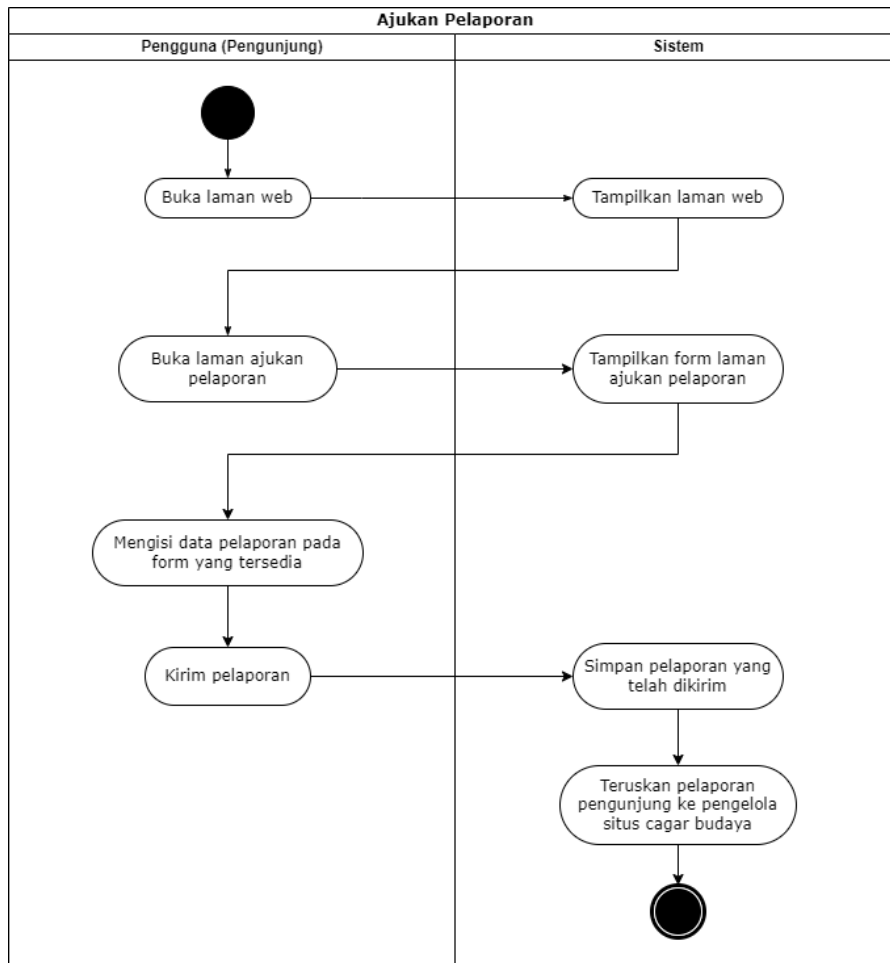 Ajukan Pelaporan
Pengguna (Pengunjung)
Sistem
Buka laman web
Tampilkan laman web
Buka laman ajukan
pelaporan
Tampilkan form laman
ajukan pelaporan
Mengisi data pelaporan pada
form yang tersedia
Kirim pelaporan
Simpan pelaporan yang
telah dikirim
Teruskan pelaporan
pengunjung ke pengelola
situs cagar budaya